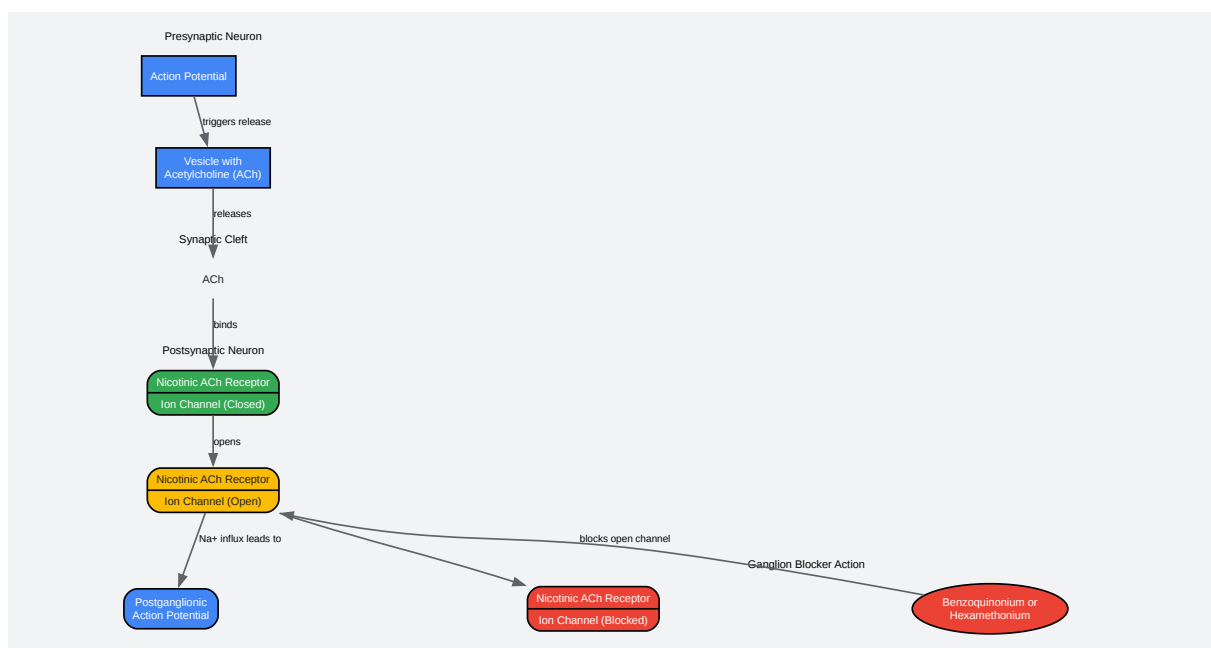 Presynaptic Neuron
Action Potential
triggers release
Vesicle with
Acetylcholine (ACh)
releases
Synaptic Cleft
ACh
binds
Postsynaptic Neuron
Nicotinic ACh Receptor
Ion Channel (Closed)
opens
Nicotinic ACh Receptor
Ion Channel (Open)
Na+ influx leads to
blocks open channel
Ganglion Blocker Action
Postganglionic
Action Potential
Nicotinic ACh Receptor
Ion Channel (Blocked)
Benzoquinonium or
Hexamethonium